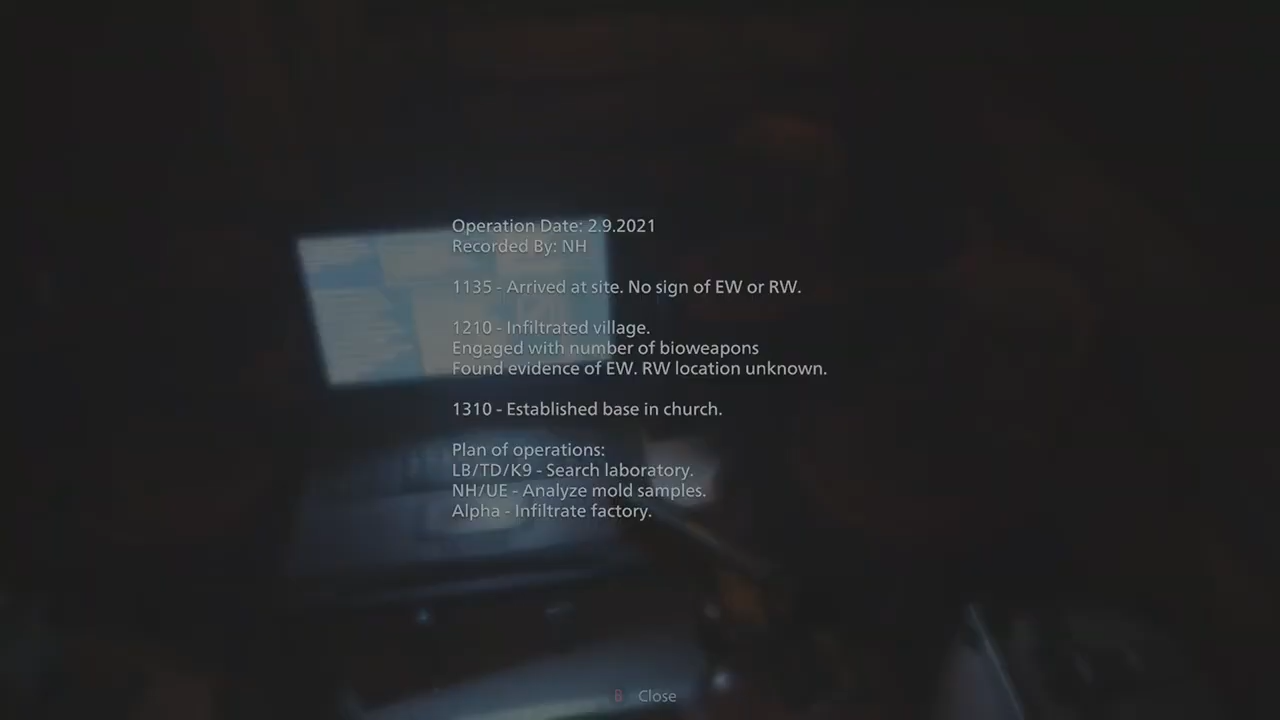 Operation Date: 2.9.2021
Recorded By: NH
1135 - Arrived at site. No sign of EW or RW.
1210 - Infiltrated village.
Engaged with number of bioweapons
Found evidence of EW. RW location unknown.
1310 - Established base in church.
Plan of operations:
LB/TD/K9 - Search laboratory.
NH/UE - Analyze mold samples.
Alpha - Infiltrate factory.
B Close